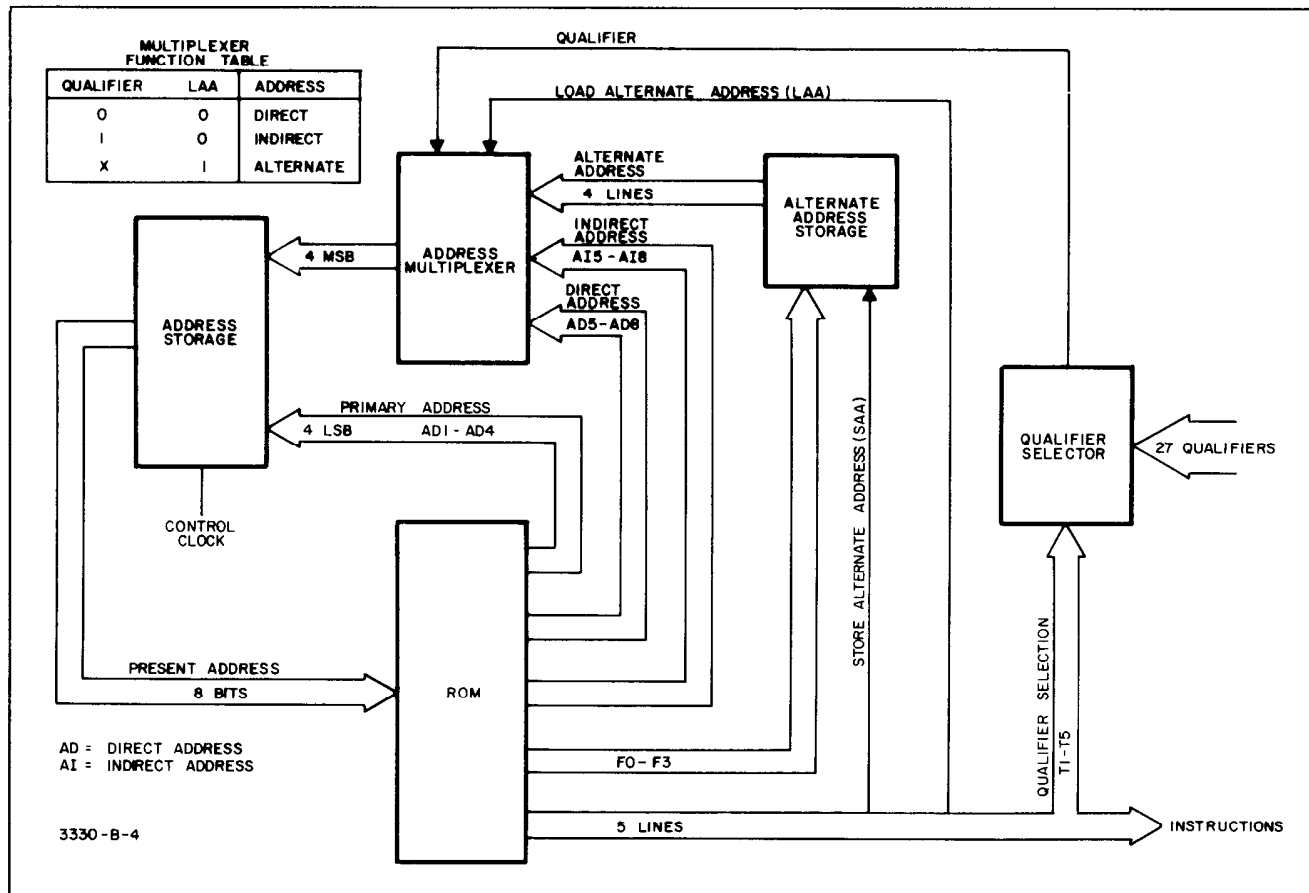 MULTIPLEXER
FUNCTION TABLE
QUALIFIER LAA ADDRESS
0 0 DIRECT
1 0 INDIRECT
X 1 ALTERNATE
QUALIFIER
LOAD ALTERNATE ADDRESS (LAA)
ALTERNATE
ADDRESS
4 LINES
INDIRECT
ADDRESS
AI5-AI8
DIRECT
ADDRESS
AD5-AD8
ADDRESS
MULTIPLEXER
4 MSB
ADDRESS
STORAGE
ALTERNATE
ADDRESS
STORAGE
PRIMARY ADDRESS
4 LSB AD1-AD4
CONTROL
CLOCK
QUALIFIER
SELECTOR
27 QUALIFIERS
STORE ALTERNATE ADDRESS (SAA)
QUALIFIER SELECTION
T1-T5
PRESENT ADDRESS
8 BITS
ROM
F0-F3
5 LINES
INSTRUCTIONS
AD = DIRECT ADDRESS
AI = INDIRECT ADDRESS
3330-B-4